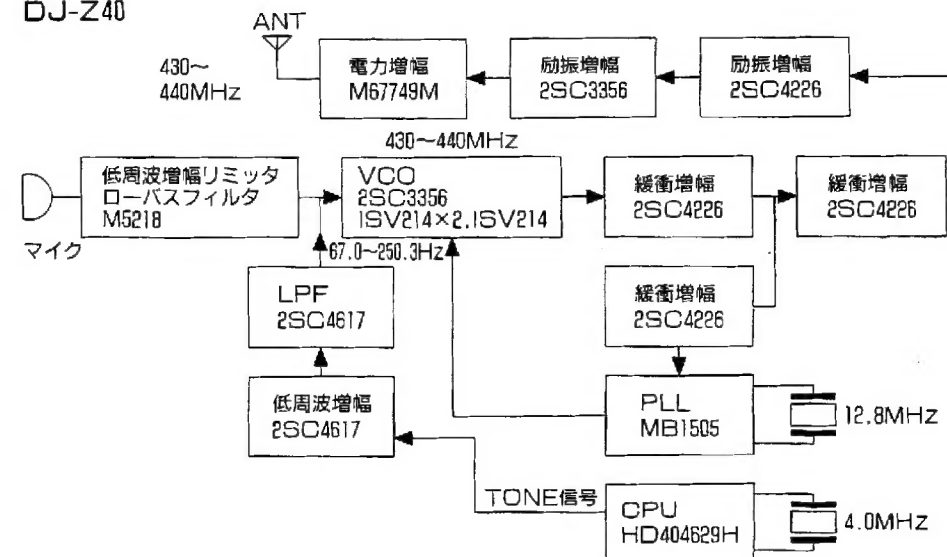 DJ-Z40
ANT
430〜
440MHz
電力増幅
M67749M
励振増幅
2SC3356
励振増幅
2SC4226
430〜440MHz
マイク
低周波増幅リミッタ
ローパスフィルタ
M5218
VCO
2SC3356
1SV214×2.1SV214
緩衝増幅
2SC4226
緩衝増幅
2SC4226
67.0〜250.3Hz
LPF
2SC4617
緩衝増幅
2SC4226
低周波増幅
2SC4617
PLL
MB1505
12.8MHz
TONE信号
CPU
HD404629H
4.0MHz